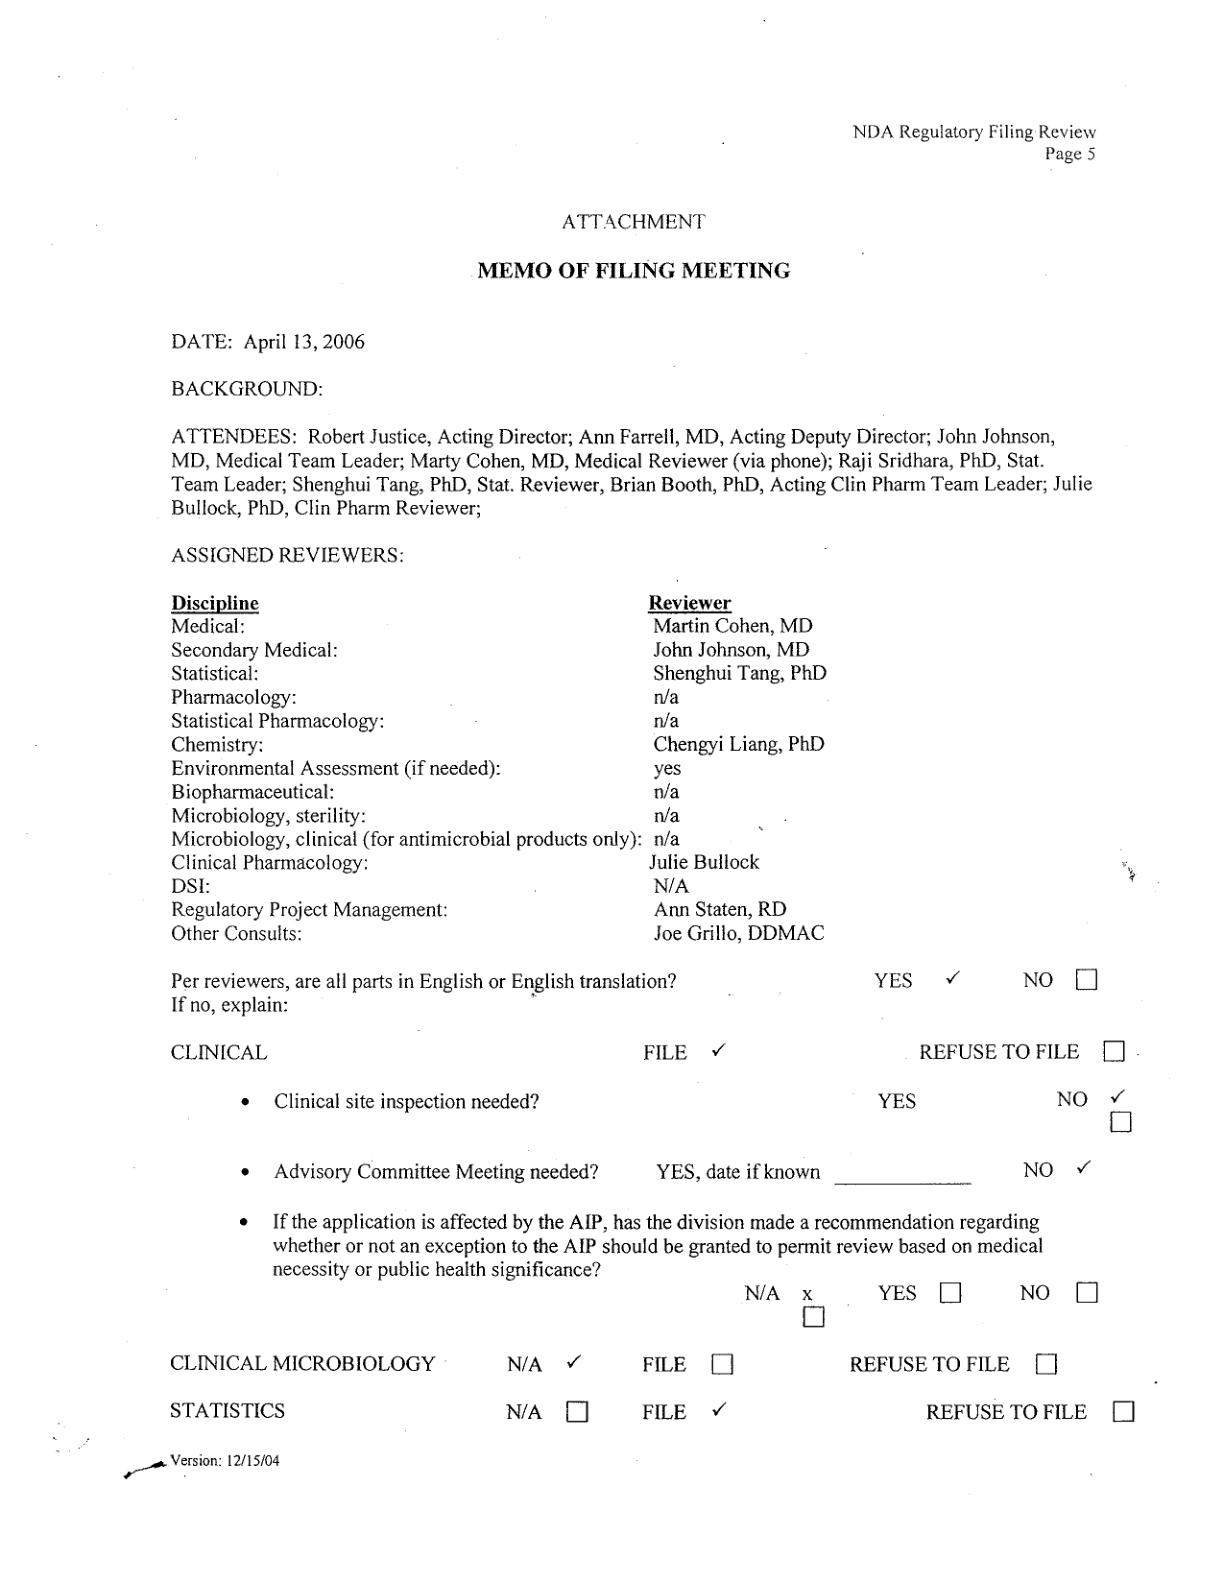 NDA Regulatory Filing Review
Page 5
ATTACHMENT
MEMO OF FILING MEETING
DATE: April 13, 2006
BACKGROUND:
ATTENDEES: Robert Justice, Acting Director; Ann Farrell, MD, Acting Deputy Director; John Johnson,
MD, Medical Team Leader; Marty Cohen, MD, Medical Reviewer (via phone); Raji Sridhara, PhD, Stat.
Team Leader; Shenghui Tang, PhD, Stat. Reviewer, Brian Booth, PhD, Acting Clin Pharm Team Leader; Julie
Bullock, PhD, Clin Pharm Reviewer;
ASSIGNED REVIEWERS:
Discipline Reviewer
Medical: Martin Cohen, MD
Secondary Medical: John Johnson, MD
Statistical: Shenghui Tang, PhD
Pharmacology: n/a
Statistical Pharmacology: n/a
Chemistry: Chengyi Liang, PhD
Environmental Assessment (if needed): yes
Biopharmaceutical: n/a
Microbiology, sterility: n/a
Microbiology, clinical (for antimicrobial products only): n/a
Clinical Pharmacology: Julie Bullock
DSI: N/A
Regulatory Project Management: Ann Staten, RD
Other Consults: Joe Grillo, DDMAC
Per reviewers, are all parts in English or English translation? YES ✓ NO ☐
If no, explain:
CLINICAL FILE ✓ REFUSE TO FILE ☐
• Clinical site inspection needed? YES NO ✓
☐
• Advisory Committee Meeting needed? YES, date if known ____________ NO ✓
• If the application is affected by the AIP, has the division made a recommendation regarding
whether or not an exception to the AIP should be granted to permit review based on medical
necessity or public health significance?
N/A x YES ☐ NO ☐
☐
CLINICAL MICROBIOLOGY N/A ✓ FILE ☐ REFUSE TO FILE ☐
STATISTICS N/A ☐ FILE ✓ REFUSE TO FILE ☐
Version: 12/15/04